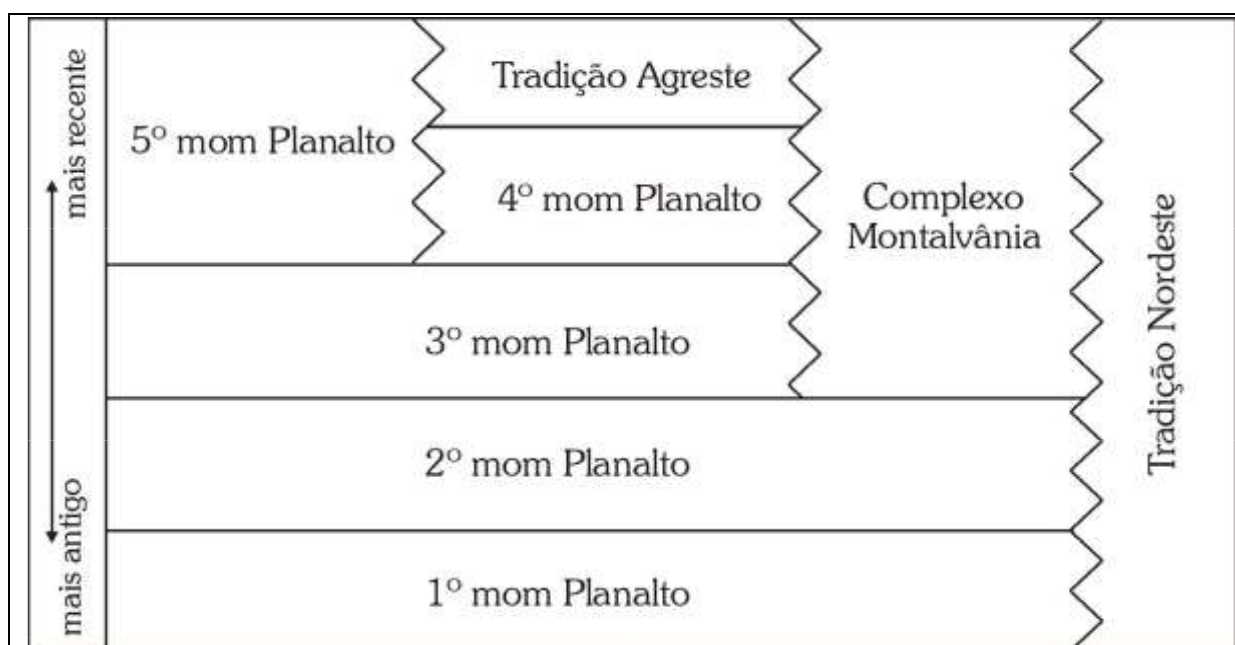 mais recente
mais antigo
5º mom Planalto
Tradição Agreste
4º mom Planalto
Complexo
Montalvânia
3º mom Planalto
2º mom Planalto
1º mom Planalto
Tradição Nordeste